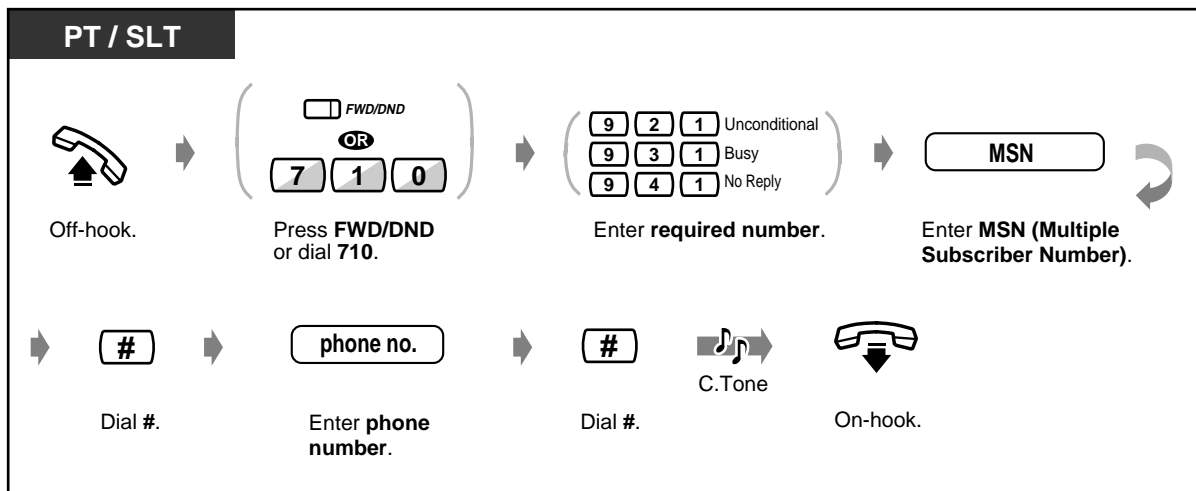 PT / SLT
FWD/DND
OR
7 1 0
9 2 1 Unconditional
9 3 1 Busy
9 4 1 No Reply
MSN
Off-hook.
Press FWD/DND
or dial 710.
Enter required number.
Enter MSN (Multiple
Subscriber Number).
#
phone no.
#
C.Tone
Dial #.
Enter phone
number.
Dial #.
On-hook.